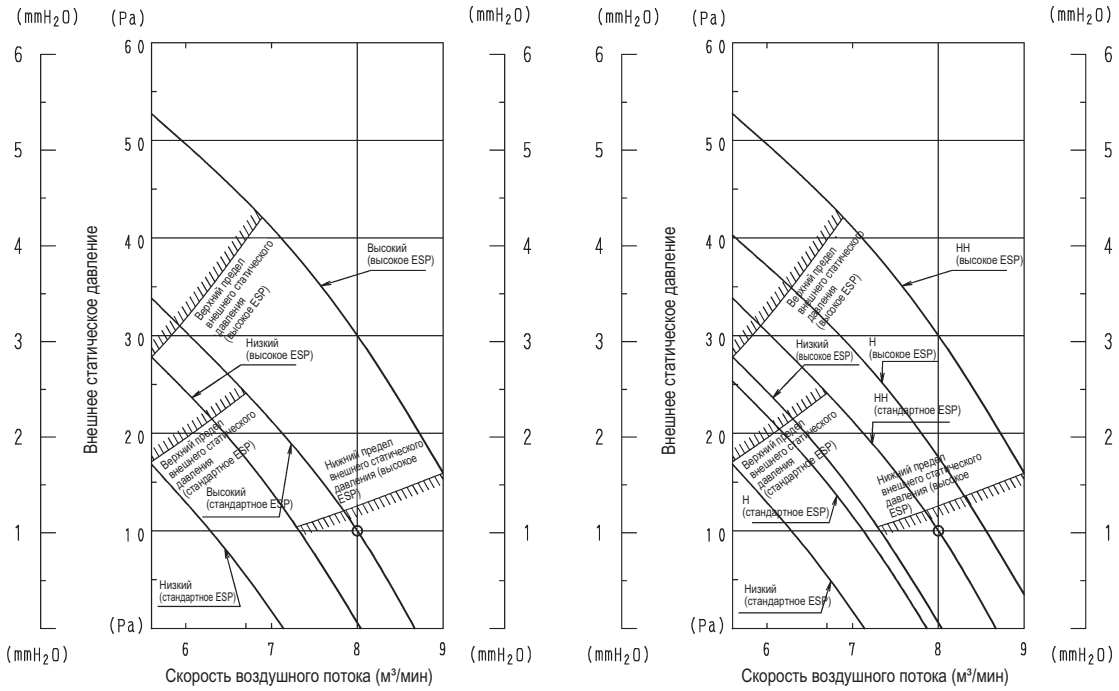 (mmH₂O)
(Pa)
(mmH₂O)
6
60
6
5
50
5
4
40
4
3
30
3
2
20
2
1
10
1
(mmH₂O)
(Pa)
(mmH₂O)
6
7
8
9
Внешнее статическое давление
Скорость воздушного потока (м³/мин)
Высокий
(высокое ESP)
Верхний предел
внешнего статического
давления
(высокое ESP)
Низкий
(высокое ESP)
Верхний предел
внешнего статического
давления
(стандартное ESP)
Высокий
(стандартное ESP)
Нижний предел
внешнего статического
давления (высокое
ESP)
Низкий
(стандартное ESP)
(mmH₂O)
(Pa)
(mmH₂O)
6
60
6
5
50
5
4
40
4
3
30
3
2
20
2
1
10
1
(mmH₂O)
(Pa)
(mmH₂O)
6
7
8
9
Внешнее статическое давление
Скорость воздушного потока (м³/мин)
HH
(высокое ESP)
Верхний предел
внешнего статического
давления
(высокое ESP)
Низкий
(высокое ESP)
H
(высокое ESP)
HH
(стандартное ESP)
Верхний предел
внешнего статического
давления
(стандартное ESP)
Нижний предел
внешнего статического
давления (высокое
ESP)
H
(стандартное ESP)
Низкий
(стандартное ESP)